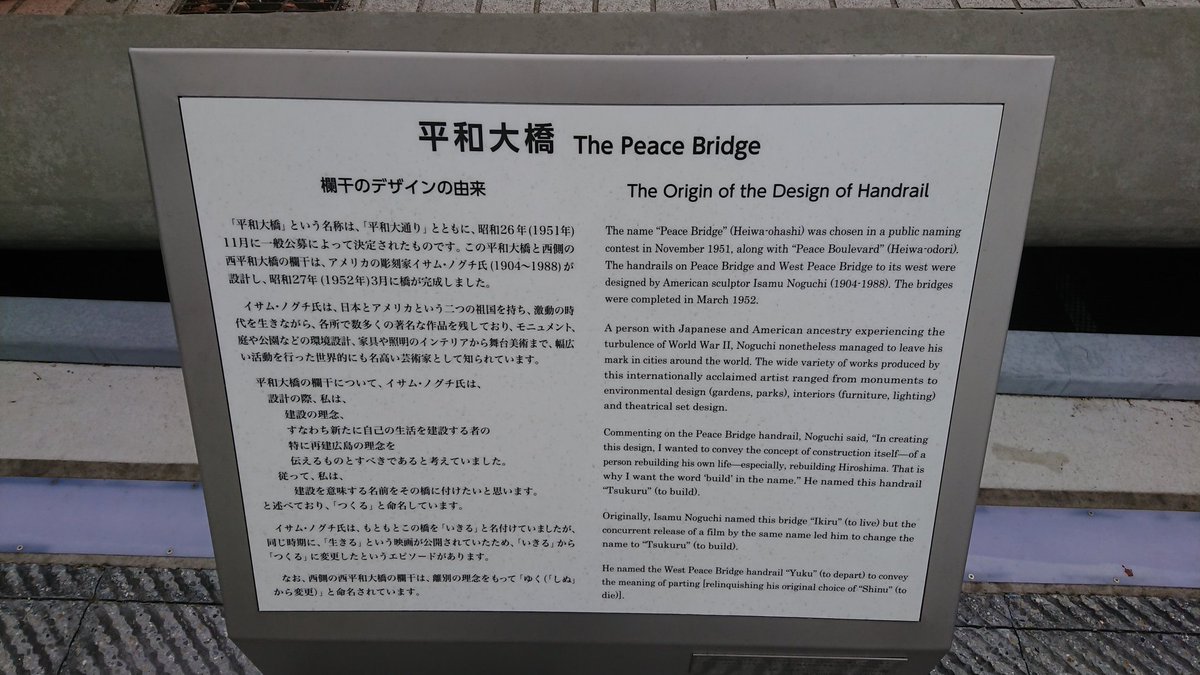 平和大橋 The Peace Bridge
欄干のデザインの由来
「平和大橋」という名称は、「平和大通り」とともに、昭和26年(1951年)
11月に一般公募によって決定されたものです。この平和大橋と西側の
西平和大橋の欄干は、アメリカの彫刻家イサム・ノグチ氏(1904〜1988)が
設計し、昭和27年(1952年)3月に橋が完成しました。
イサム・ノグチ氏は、日本とアメリカという二つの祖国を持ち、激動の時
代を生きながら、各所で数多くの著名な作品を残しており、モニュメント、
庭や公園などの環境設計、家具や照明のインテリアから舞台美術まで、幅広
い活動を行った世界的にも名高い芸術家として知られています。
平和大橋の欄干について、イサム・ノグチ氏は、
設計の際、私は、
建設の理念、
すなわち新たに自己の生活を建設する者の
特に再建広島の理念を
伝えるものとすべきであると考えていました。
従って、私は、
建設を意味する名前をその橋に付けたいと思います。
と述べており、「つくる」と命名しています。
イサム・ノグチ氏は、もともとこの橋を「いきる」と名付けていましたが、
同じ時期に、「生きる」という映画が公開されていたため、「いきる」から
「つくる」に変更したというエピソードがあります。
なお、西側の西平和大橋の欄干は、離別の理念をもって「ゆく(「しぬ」
から変更)」と命名されています。
The Origin of the Design of Handrail
The name “Peace Bridge” (Heiwa-ohashi) was chosen in a public naming
contest in November 1951, along with “Peace Boulevard” (Heiwa-odori).
The handrails on Peace Bridge and West Peace Bridge to its west were
designed by American sculptor Isamu Noguchi (1904-1988). The bridges
were completed in March 1952.
A person with Japanese and American ancestry experiencing the
turbulence of World War II, Noguchi nonetheless managed to leave his
mark in cities around the world. The wide variety of works produced by
this internationally acclaimed artist ranged from monuments to
environmental design (gardens, parks), interiors (furniture, lighting)
and theatrical set design.
Commenting on the Peace Bridge handrail, Noguchi said, “In creating
this design, I wanted to convey the concept of construction itself—of a
person rebuilding his own life—especially, rebuilding Hiroshima. That is
why I want the word ‘build’ in the name.” He named this handrail
“Tsukuru” (to build).
Originally, Isamu Noguchi named this bridge “Ikiru” (to live) but the
concurrent release of a film by the same name led him to change the
name to “Tsukuru” (to build).
He named the West Peace Bridge handrail “Yuku” (to depart) to convey
the meaning of parting [relinquishing his original choice of “Shinu” (to
die)].